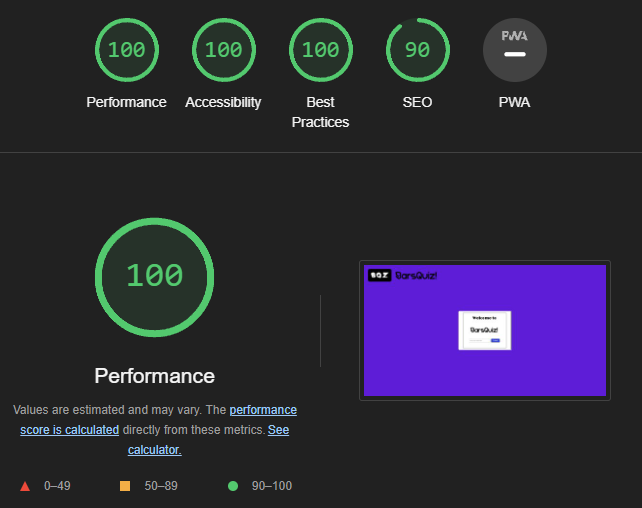 100
100
100
90
PWA
Performance
Accessibility
Best
Practices
SEO
PWA
100
BarsQuiz!
Welcome to
BarsQuiz!
Performance
Values are estimated and may vary. The performance
score is calculated directly from these metrics. See
calculator.
0–49
50–89
90–100